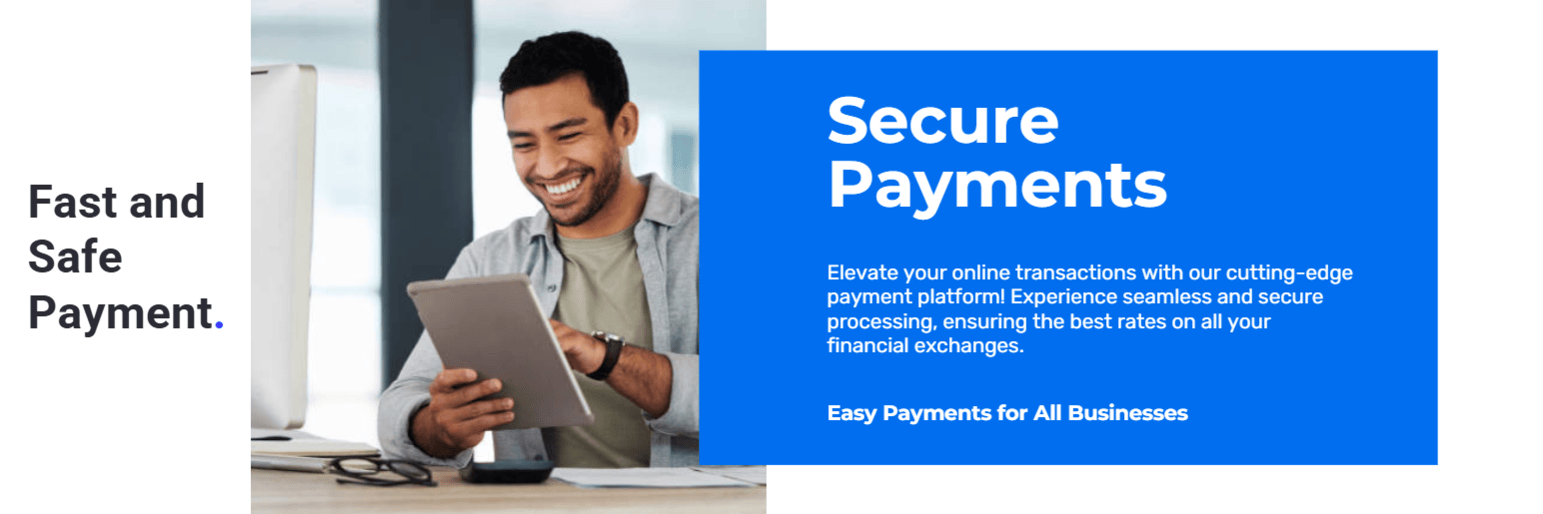 Fast and
Safe
Payment.
Secure
Payments
Elevate your online transactions with our cutting-edge
payment platform! Experience seamless and secure
processing, ensuring the best rates on all your
financial exchanges.
Easy Payments for All Businesses